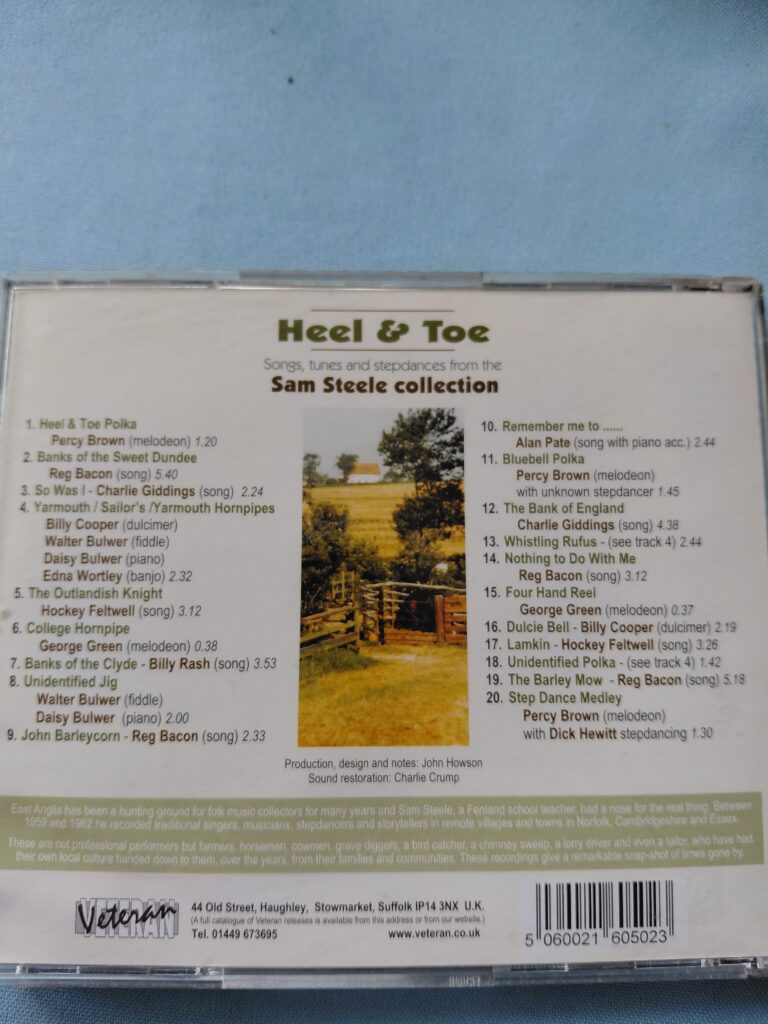 Heel & Toe
Songs, tunes and stepdances from the
Sam Steele collection
1. Heel & Toe Polka
Percy Brown (melodeon) 1.20
2. Banks of the Sweet Dundee
Reg Bacon (song) 5.40
3. So Was I - Charlie Giddings (song) 2.24
4. Yarmouth / Sailor's /Yarmouth Hornpipes
Billy Cooper (dulcimer)
Walter Bulwer (fiddle)
Daisy Bulwer (piano)
Edna Wortley (banjo) 2.32
5. The Outlandish Knight
Hockey Feltwell (song) 3.12
6. College Hornpipe
George Green (melodeon) 0.38
7. Banks of the Clyde - Billy Rash (song) 3.53
8. Unidentified Jig
Walter Bulwer (fiddle)
Daisy Bulwer (piano) 2.00
9. John Barleycorn - Reg Bacon (song) 2.33
10. Remember me to ......
Alan Pate (song with piano acc.) 2.44
11. Bluebell Polka
Percy Brown (melodeon)
with unknown stepdancer 1.45
12. The Bank of England
Charlie Giddings (song) 4.38
13. Whistling Rufus - (see track 4) 2.44
14. Nothing to Do With Me
Reg Bacon (song) 3.12
15. Four Hand Reel
George Green (melodeon) 0.37
16. Dulcie Bell - Billy Cooper (dulcimer) 2.19
17. Lamkin - Hockey Feltwell (song) 3.26
18. Unidentified Polka - (see track 4) 1.42
19. The Barley Mow - Reg Bacon (song) 5.18
20. Step Dance Medley
Percy Brown (melodeon)
with Dick Hewitt stepdancing 1.30
Production, design and notes: John Howson
Sound restoration: Charlie Crump
East Anglia has been a hunting ground for folk music collectors for many years and Sam Steele, a Fenland school teacher, had a nose for the real thing. Between
1959 and 1962 he recorded traditional singers, musicians, stepdancers and storytellers in remote villages and towns in Norfolk, Cambridgeshire and Essex.
These are not professional performers but farmers, horsemen, cowmen, grave diggers, a bird catcher, a chimney sweep, a lorry driver and even a tailor, who have had
their own local culture handed down to them, over the years, from their families and communities. These recordings give a remarkable snap-shot of times gone by.
Veteran
VETERAN
44 Old Street, Haughley, Stowmarket, Suffolk IP14 3NX U.K.
(A full catalogue of Veteran releases is available from this address or from our website.)
Tel. 01449 673695 www.veteran.co.uk
5 060021 605023